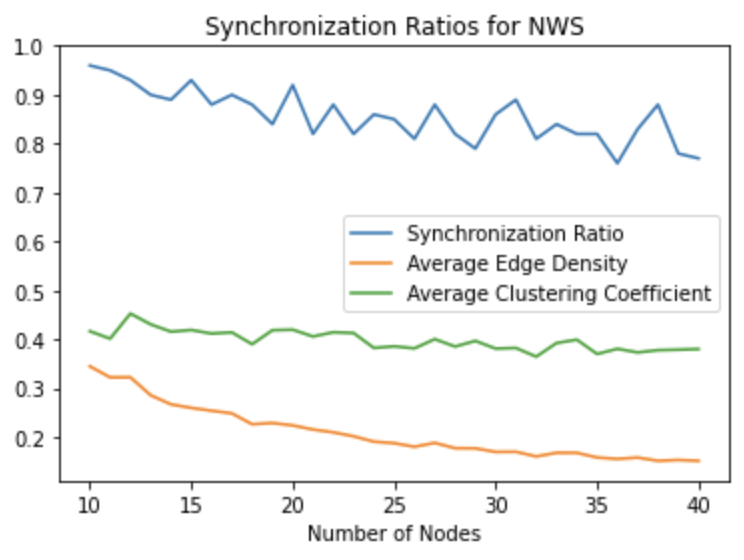 Synchronization Ratios for NWS
1.0
0.9
0.8
0.7
0.6
0.5
0.4
0.3
0.2
Synchronization Ratio
Average Edge Density
Average Clustering Coefficient
10 15 20 25 30 35 40
Number of Nodes